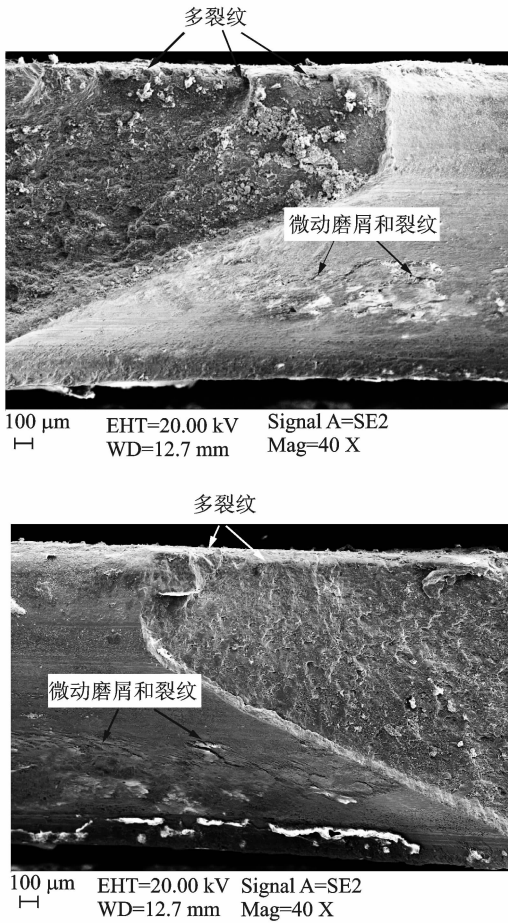 多裂纹
微动磨屑和裂纹
100 μm
EHT=20.00 kV
Signal A=SE2
WD=12.7 mm
Mag=40 X
多裂纹
微动磨屑和裂纹
100 μm
EHT=20.00 kV
Signal A=SE2
WD=12.7 mm
Mag=40 X